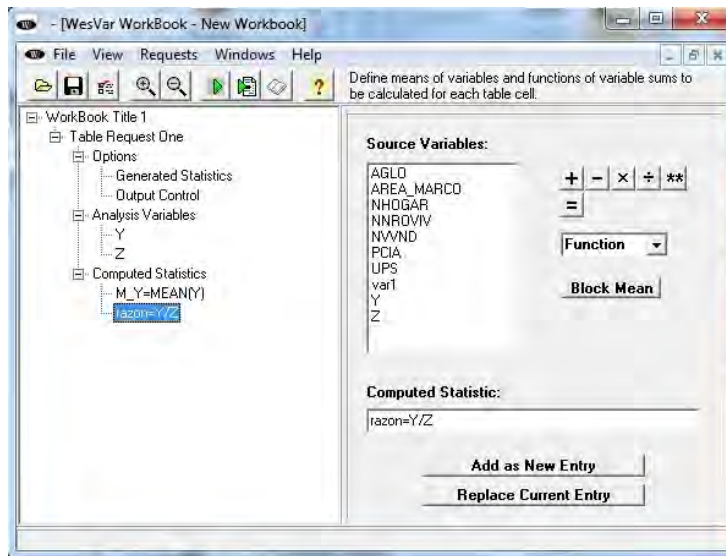 - [WesVar WorkBook - New Workbook]
File View Requests Windows Help
Define means of variables and functions of variable sums to
be calculated for each table cell.
WorkBook Title 1
Table Request One
Options
Generated Statistics
Output Control
Analysis Variables
Y
Z
Computed Statistics
M_Y=MEAN(Y)
razon=Y/Z
Source Variables:
AGLO
AREA_MARCO
NHOGAR
NNROVIV
NVVND
PCIA
UPS
var1
Y
Z
+ - × ÷ **
=
Function
Block Mean
Computed Statistic:
razon=Y/Z
Add as New Entry
Replace Current Entry